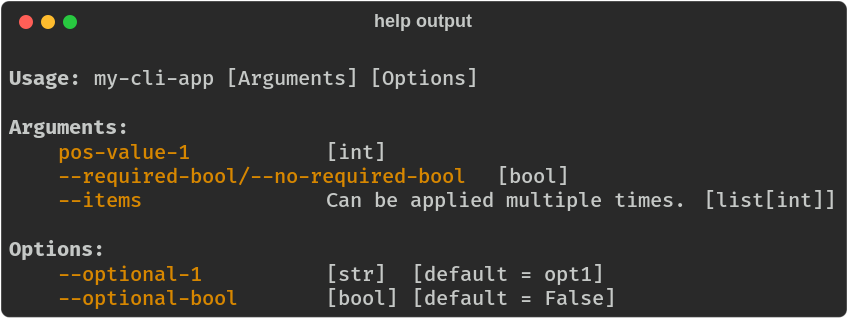 help output
Usage: my-cli-app [Arguments] [Options]
Arguments:
pos-value-1 [int]
--required-bool/--no-required-bool [bool]
--items Can be applied multiple times. [list[int]]
Options:
--optional-1 [str] [default = opt1]
--optional-bool [bool] [default = False]